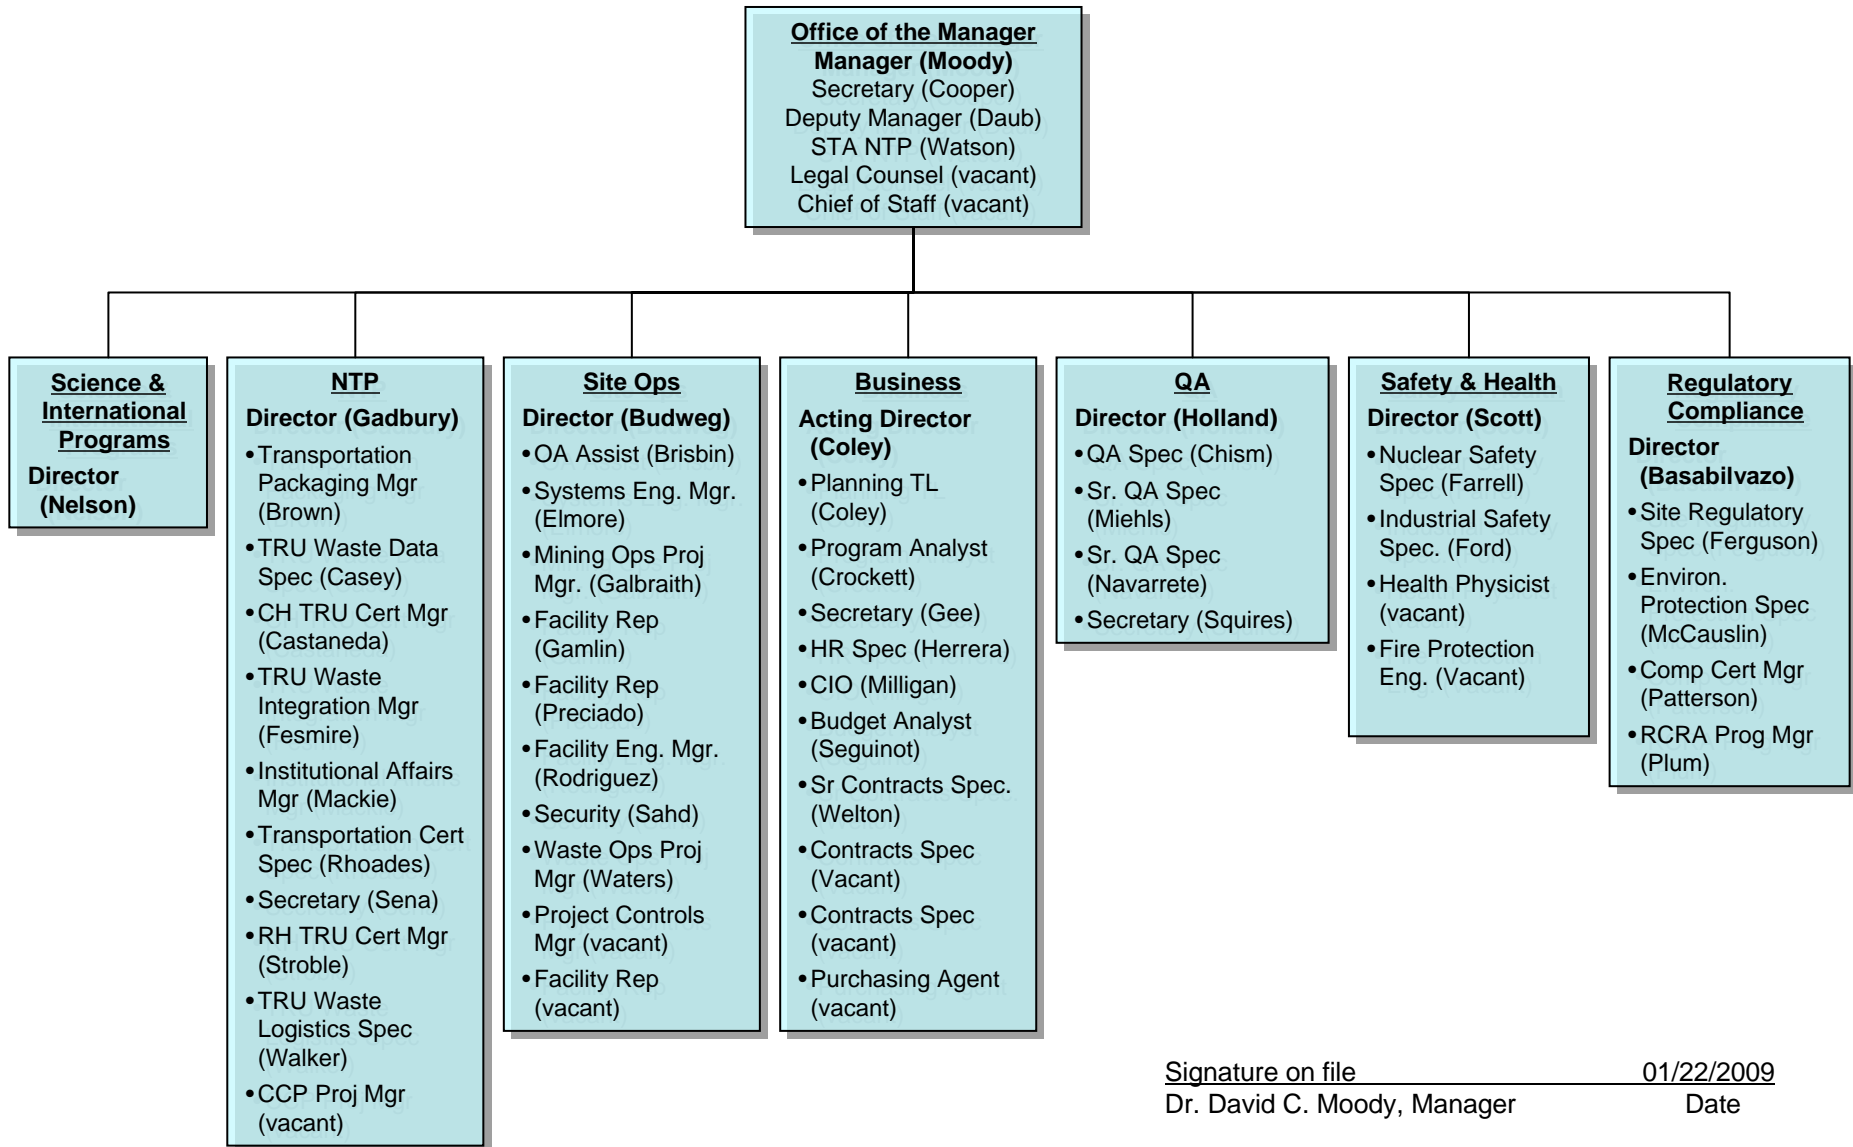 Office of the Manager
Manager (Moody)
Secretary (Cooper)
Deputy Manager (Daub)
STA NTP (Watson)
Legal Counsel (vacant)
Chief of Staff (vacant)
Science &
International
Programs
Director
(Nelson)
NTP
Director (Gadbury)
•Transportation
Packaging Mgr
(Brown)
•TRU Waste Data
Spec (Casey)
•CH TRU Cert Mgr
(Castaneda)
•TRU Waste
Integration Mgr
(Fesmire)
•Institutional Affairs
Mgr (Mackie)
•Transportation Cert
Spec (Rhoades)
•Secretary (Sena)
•RH TRU Cert Mgr
(Stroble)
•TRU Waste
Logistics Spec
(Walker)
•CCP Proj Mgr
(vacant)
Site Ops
Director (Budweg)
•OA Assist (Brisbin)
•Systems Eng. Mgr.
(Elmore)
•Mining Ops Proj
Mgr. (Galbraith)
•Facility Rep
(Gamlin)
•Facility Rep
(Preciado)
•Facility Eng. Mgr.
(Rodriguez)
•Security (Sahd)
•Waste Ops Proj
Mgr (Waters)
•Project Controls
Mgr (vacant)
•Facility Rep
(vacant)
Business
Acting Director
(Coley)
•Planning TL
(Coley)
•Program Analyst
(Crockett)
•Secretary (Gee)
•HR Spec (Herrera)
•CIO (Milligan)
•Budget Analyst
(Seguinot)
•Sr Contracts Spec.
(Welton)
•Contracts Spec
(Vacant)
•Contracts Spec
(vacant)
•Purchasing Agent
(vacant)
QA
Director (Holland)
•QA Spec (Chism)
•Sr. QA Spec
(Miehls)
•Sr. QA Spec
(Navarrete)
•Secretary (Squires)
Safety & Health
Director (Scott)
•Nuclear Safety
Spec (Farrell)
•Industrial Safety
Spec. (Ford)
•Health Physicist
(vacant)
•Fire Protection
Eng. (Vacant)
Regulatory
Compliance
Director
(Basabilvazo)
•Site Regulatory
Spec (Ferguson)
•Environ.
Protection Spec
(McCauslin)
•Comp Cert Mgr
(Patterson)
•RCRA Prog Mgr
(Plum)
Signature on file 01/22/2009
Dr. David C. Moody, Manager Date